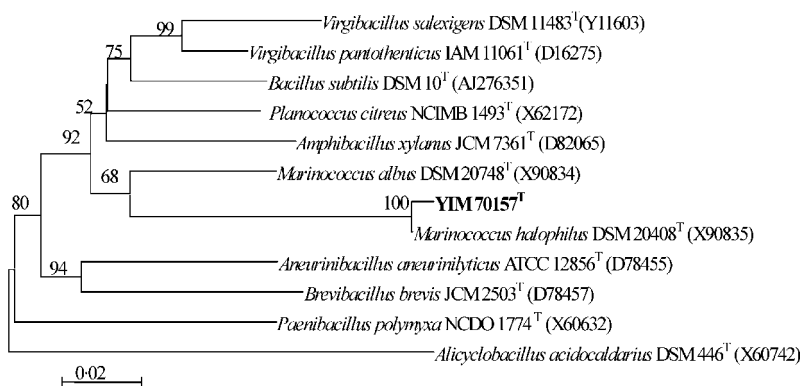 99 Virgibacillus salexigens DSM 11483ᵀ(Y11603)
75 Virgibacillus pantothenticus IAM 11061ᵀ (D16275)
Bacillus subtilis DSM 10ᵀ (AJ276351)
52 Planococcus citreus NCIMB 1493ᵀ (X62172)
92 Amphibacillus xylanus JCM 7361ᵀ (D82065)
68 Marinococcus albus DSM 20748ᵀ (X90834)
80 100 YIM 70157ᵀ
Marinococcus halophilus DSM 20408ᵀ (X90835)
94 Aneurinibacillus aneurinilyticus ATCC 12856ᵀ (D78455)
Brevibacillus brevis JCM 2503ᵀ (D78457)
Paenibacillus polymyxa NCDO 1774ᵀ (X60632)
Alicyclobacillus acidocaldarius DSM 446ᵀ (X60742)
0·02